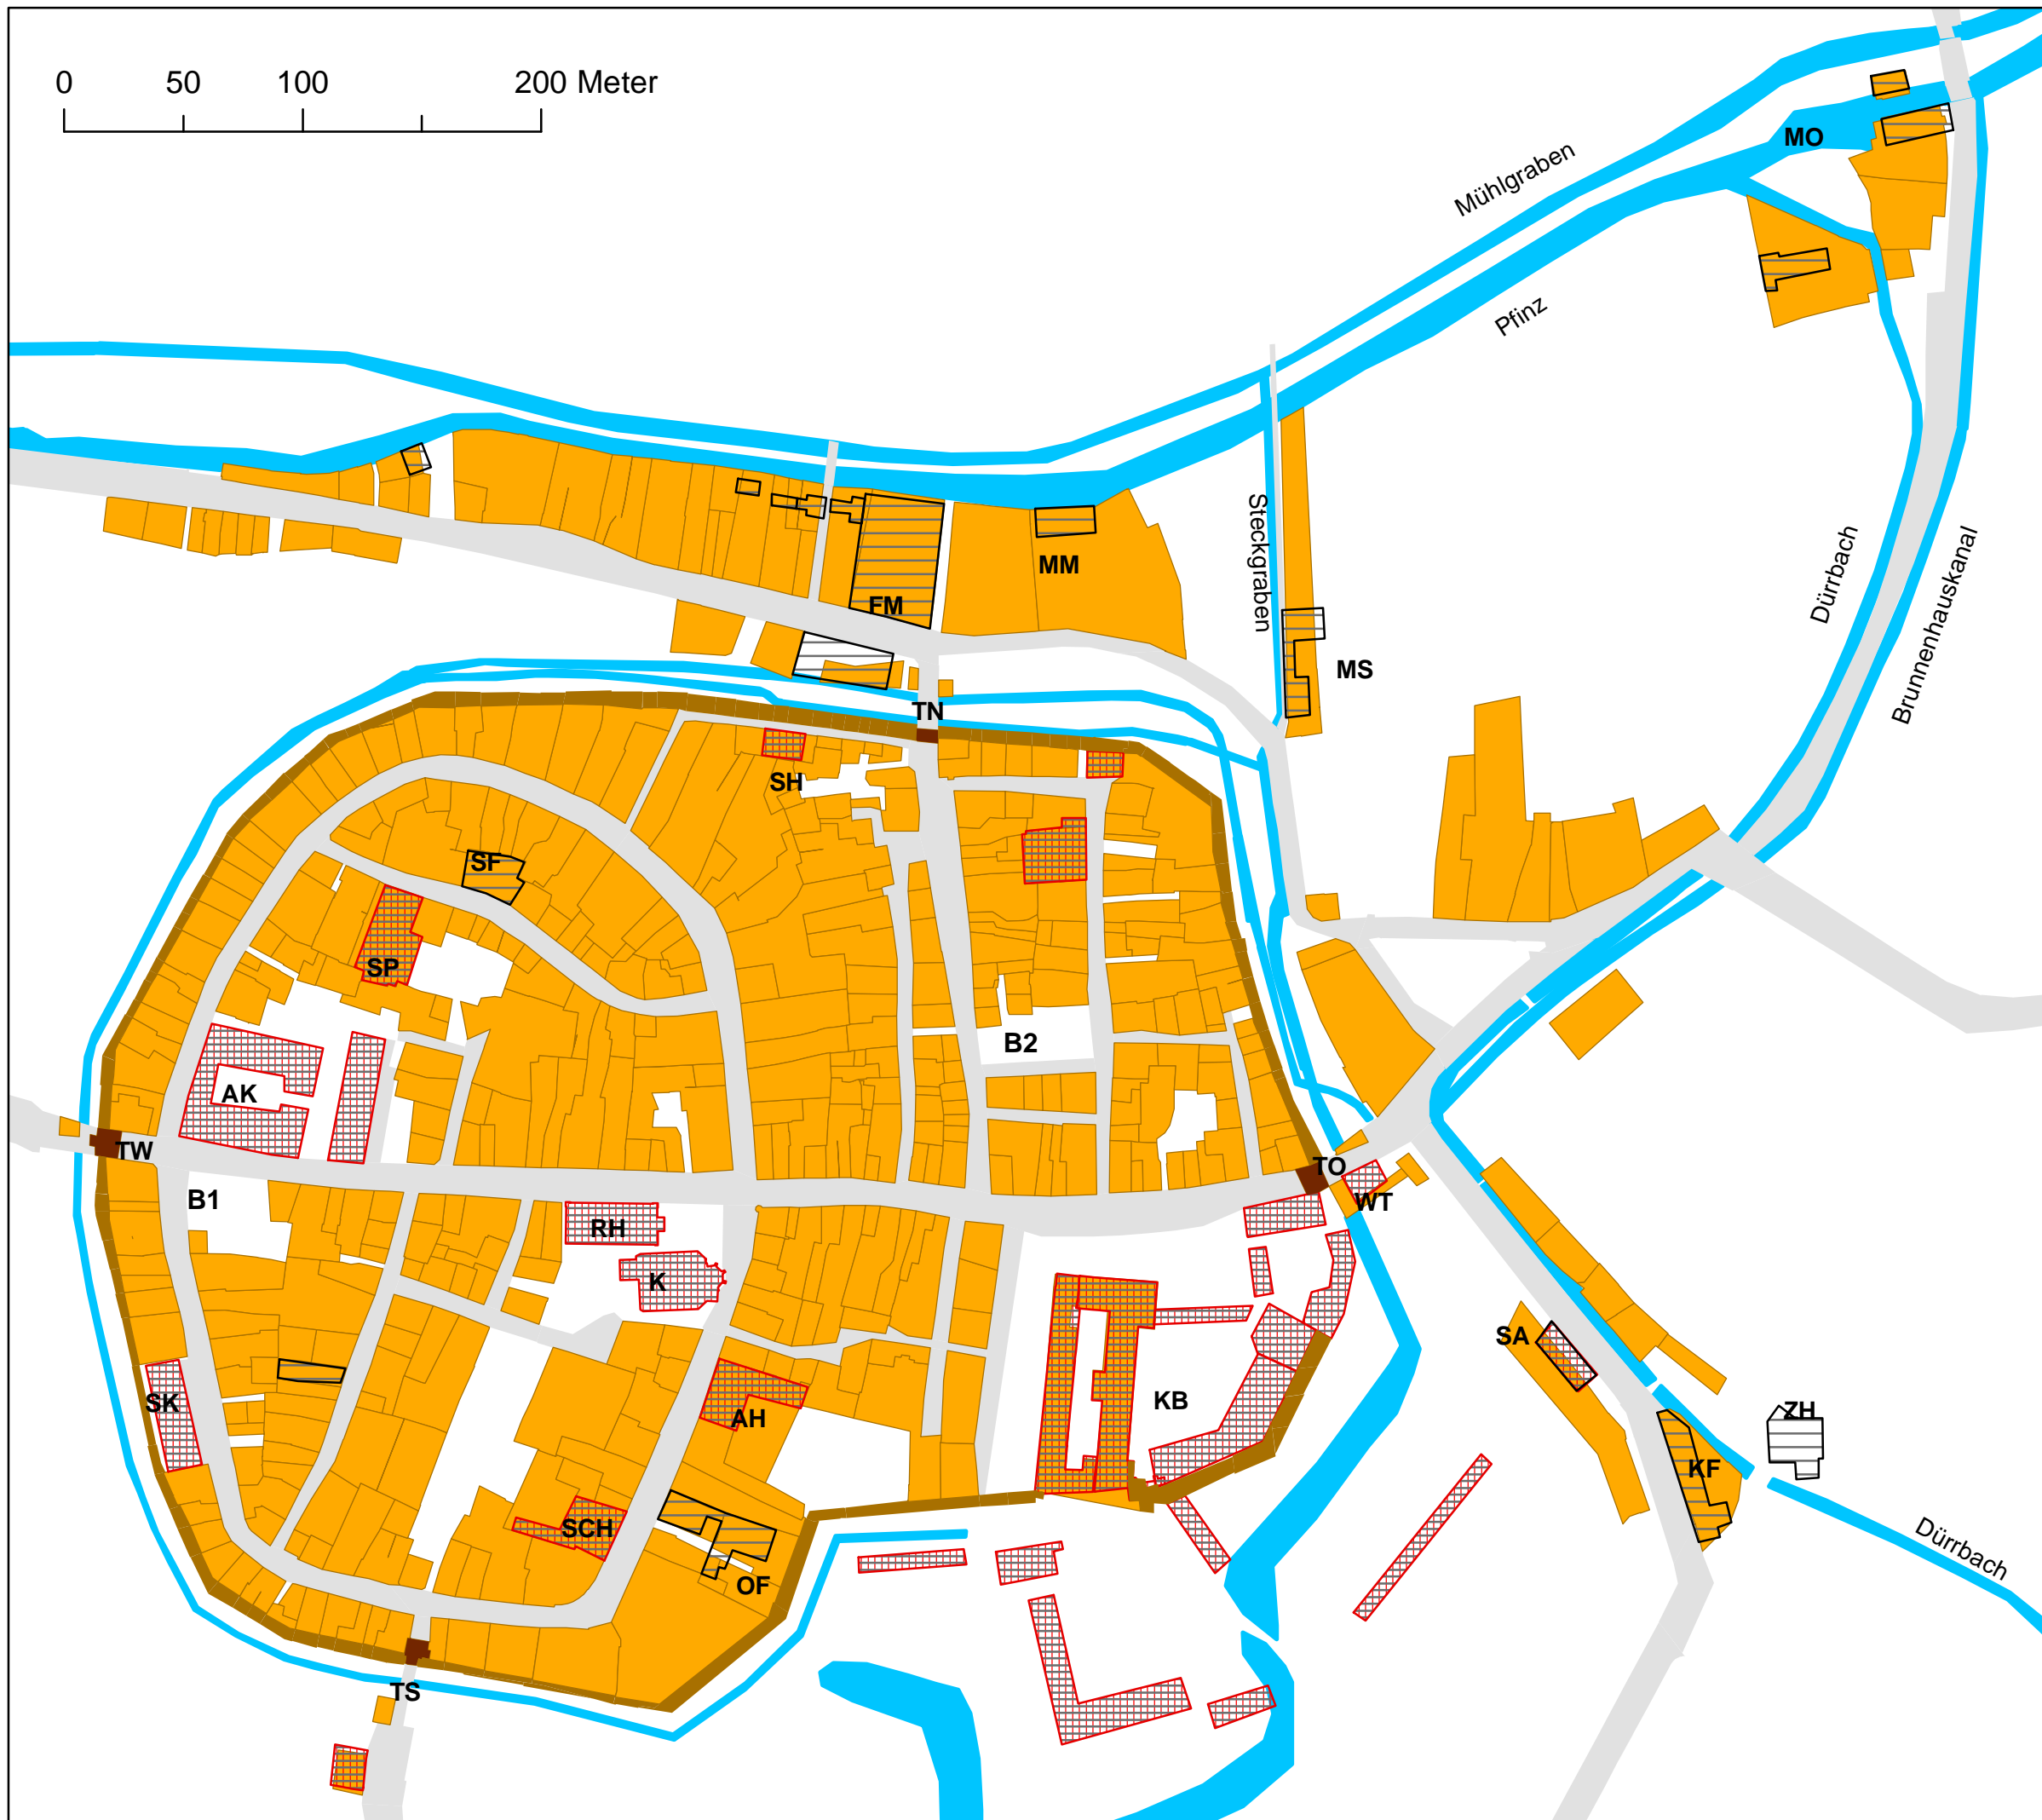 0 50 100 200 Meter
MO
Mühlgraben
Pfinz
Steckgraben
Dürrbach
Brunnenhauskanal
MM
FM
MS
TN
SH
SF
SP
B2
AK
TW
TO
WT
B1
RH
K
SA
KB
SK
AH
ZH
KF
SCH
OF
Dürrbach
TS